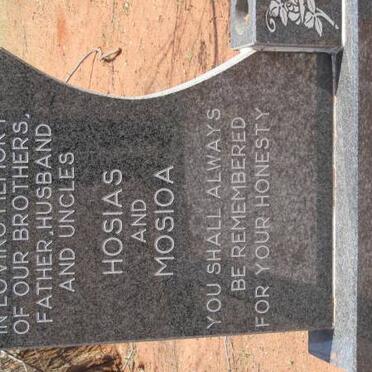 IN LOVING MEMORY
OF OUR BROTHERS,
FATHER, HUSBAND
AND UNCLES
HOSIAS
AND
MOSIOA
YOU SHALL ALWAYS
BE REMEMBERED
FOR YOUR HONESTY